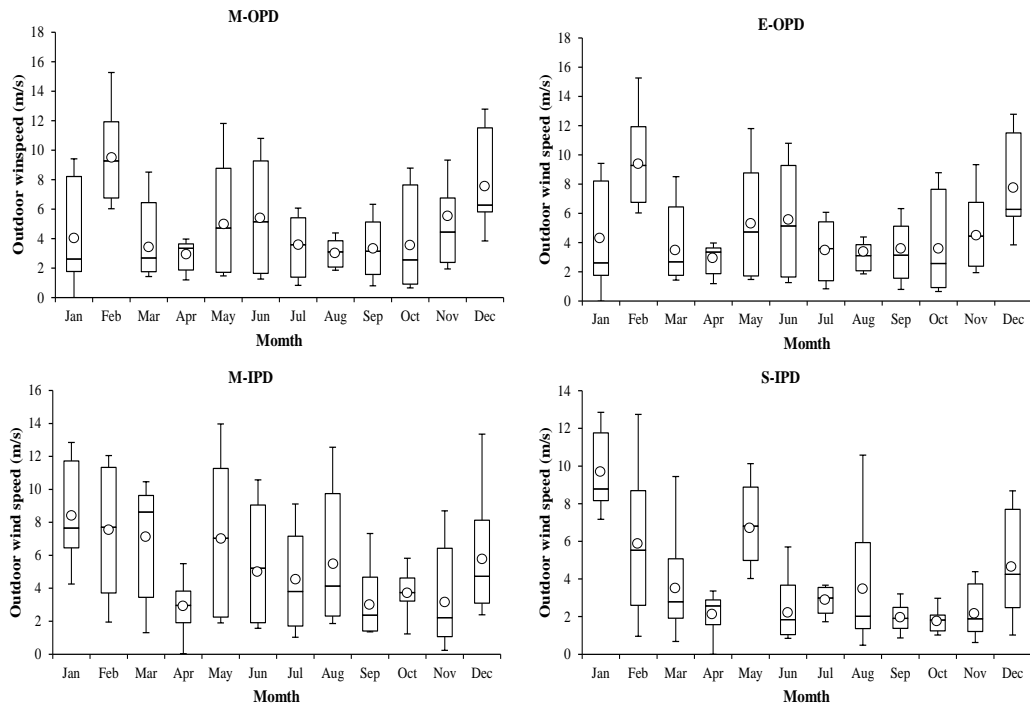 M-OPD
Outdoor winspeed (m/s)
18
16
14
12
10
8
6
4
2
0
Jan Feb Mar Apr May Jun Jul Aug Sep Oct Nov Dec
Momth
E-OPD
Outdoor wind speed (m/s)
18
16
14
12
10
8
6
4
2
0
Jan Feb Mar Apr May Jun Jul Aug Sep Oct Nov Dec
Momth
M-IPD
Outdoor wind speed (m/s)
16
14
12
10
8
6
4
2
0
Jan Feb Mar Apr May Jun Jul Aug Sep Oct Nov Dec
Momth
S-IPD
Outdoor wind speed (m/s)
14
12
10
8
6
4
2
0
Jan Feb Mar Apr May Jun Jul Aug Sep Oct Nov Dec
Momth